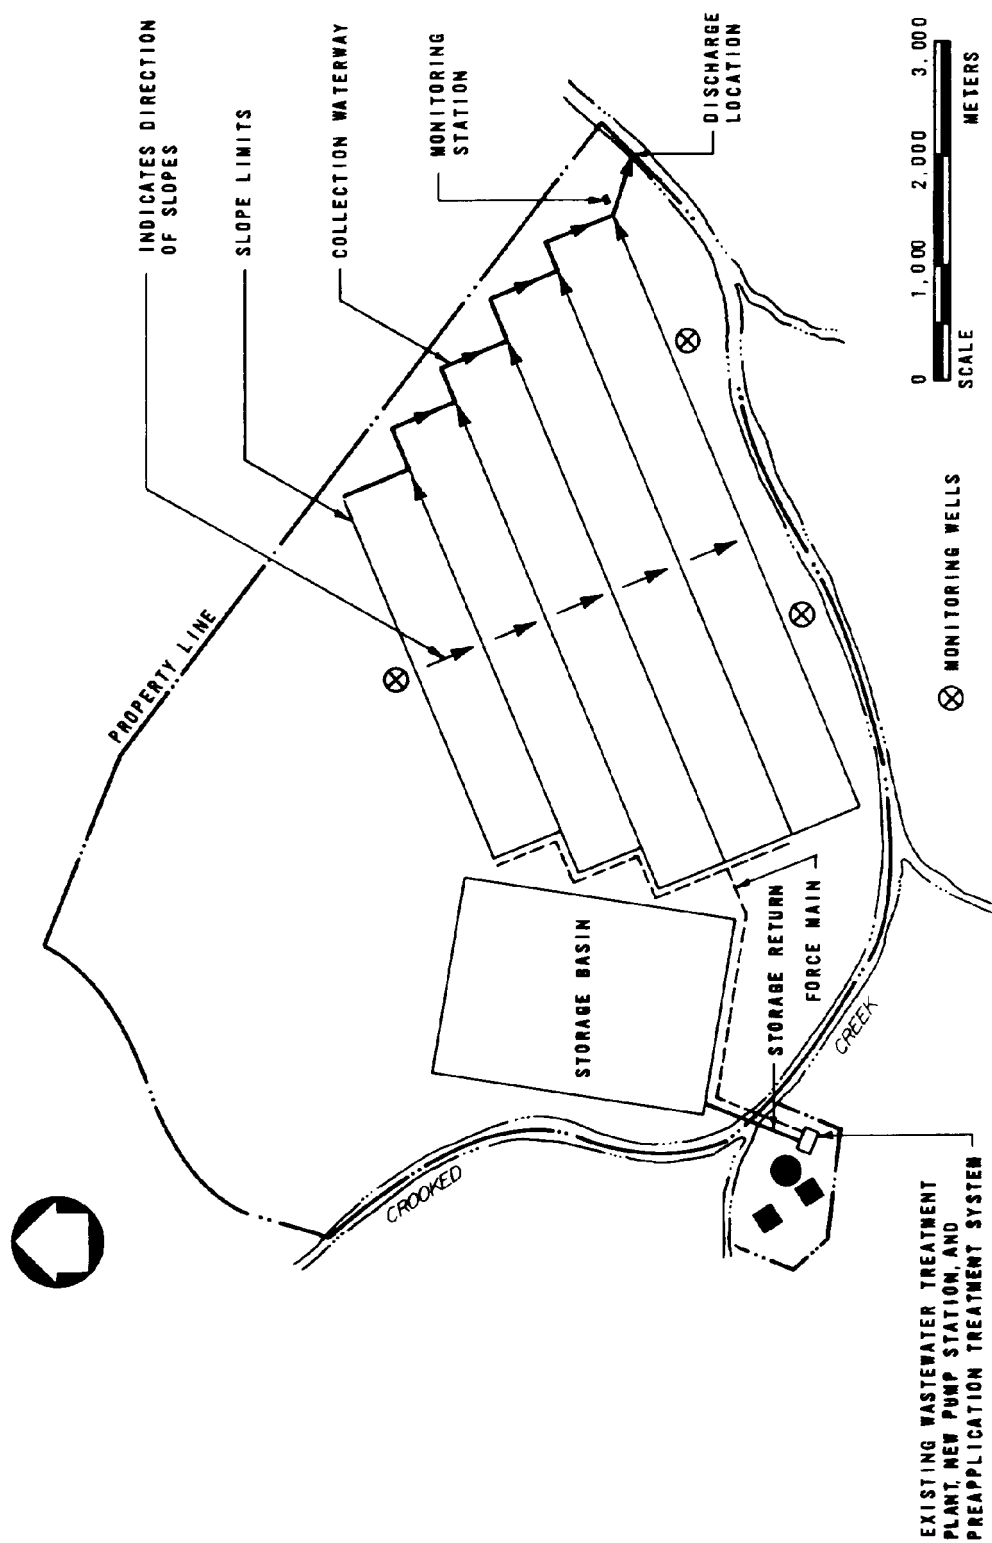 INDICATES DIRECTION
OF SLOPES
SLOPE LIMITS
COLLECTION WATERWAY
MONITORING
STATION
DISCHARGE
LOCATION
PROPERTY LINE
STORAGE BASIN
STORAGE RETURN
FORCE MAIN
CROOKED
CREEK
EXISTING WASTEWATER TREATMENT
PLANT, NEW PUMP STATION, AND
PREAPPLICATION TREATMENT SYSTEM
MONITORING WELLS
0 1,000 2,000 3,000
SCALE METERS